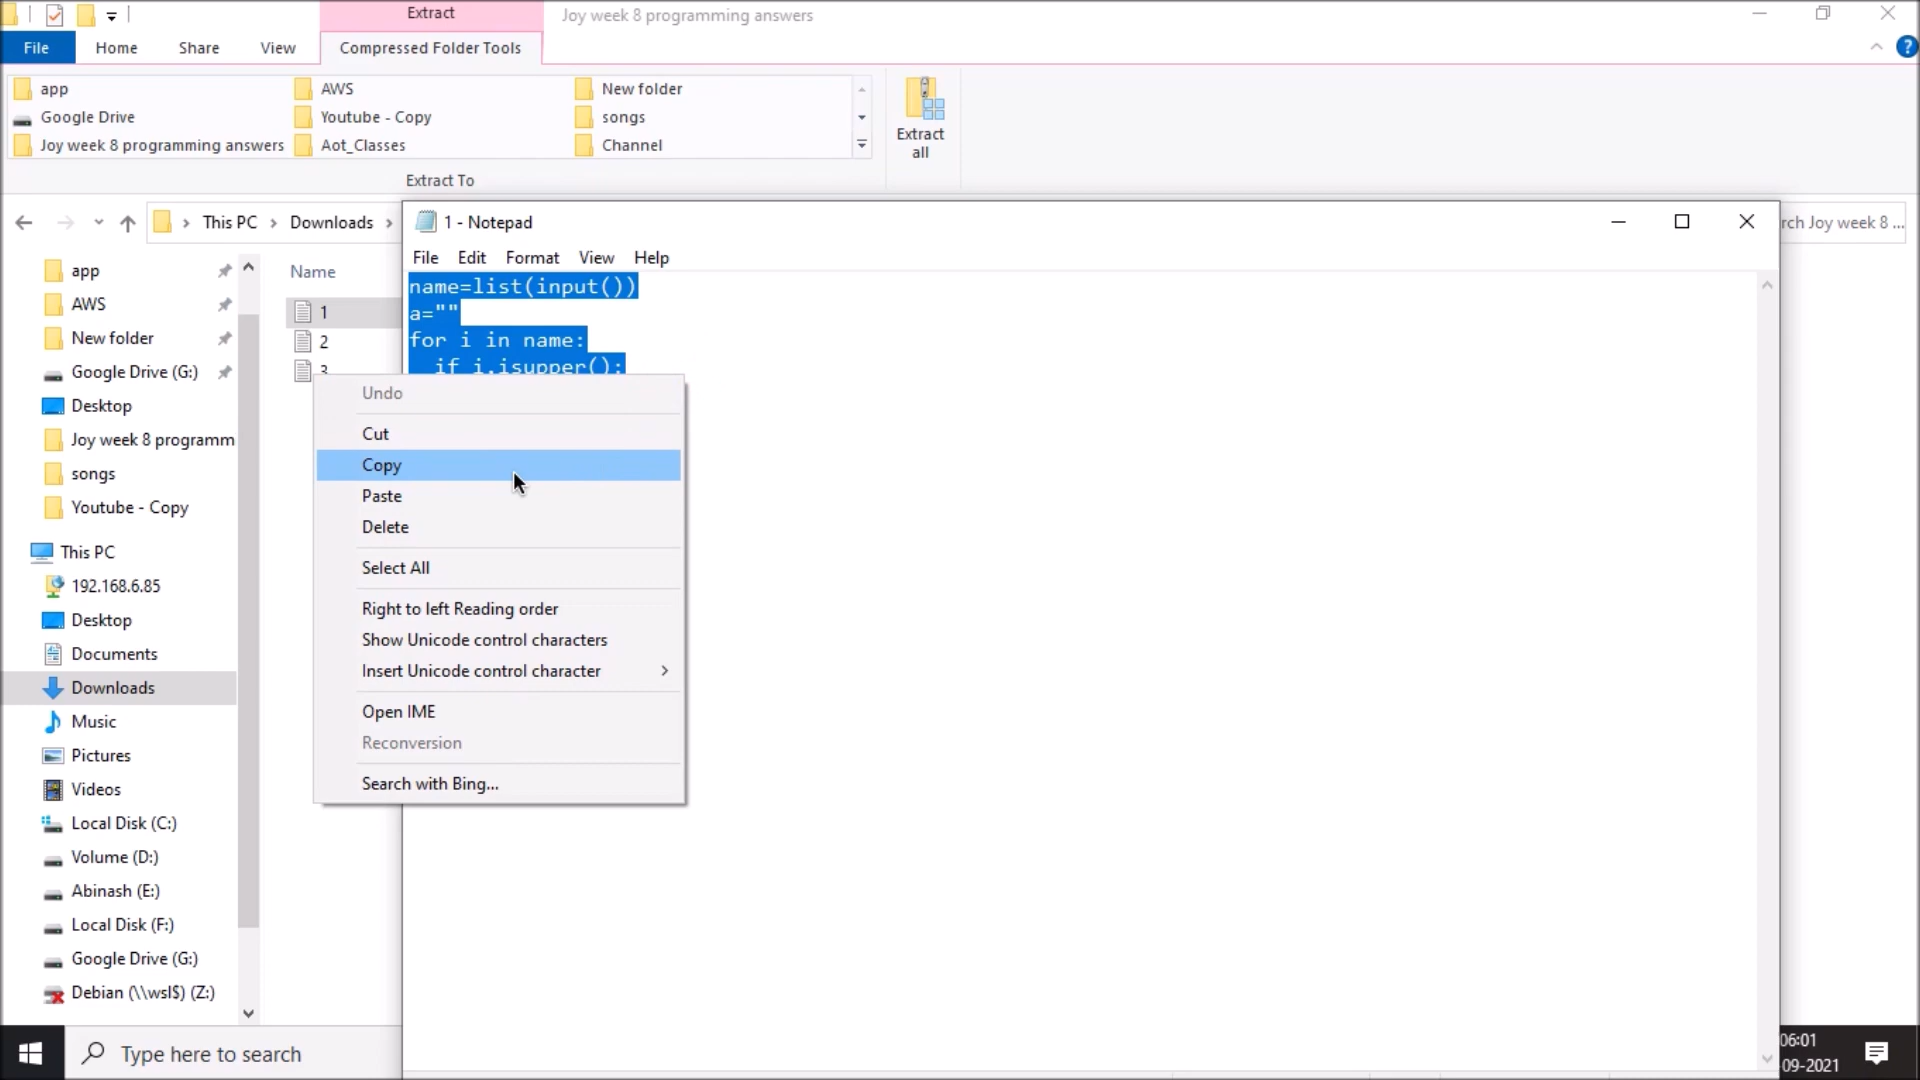 Extract
Joy week 8 programming answers
File
Home
Share
View
Compressed Folder Tools
app
AWS
New folder
Google Drive
Youtube - Copy
songs
Joy week 8 programming answers
Aot_Classes
Channel
Extract
all
Extract To
This PC
Downloads
1 - Notepad
rch Joy week 8 ...
File
Edit
Format
View
Help
app
AWS
New folder
Google Drive (G:)
Desktop
Joy week 8 programm
songs
Youtube - Copy
This PC
192.168.6.85
Desktop
Documents
Downloads
Music
Pictures
Videos
Local Disk (C:)
Volume (D:)
Abinash (E:)
Local Disk (F:)
Google Drive (G:)
Debian (\\wsl$) (Z:)
Name
1
2
3
name=list(input())
a=""
for i in name:
if i.isupper():
Undo
Cut
Copy
Paste
Delete
Select All
Right to left Reading order
Show Unicode control characters
Insert Unicode control character
Open IME
Reconversion
Search with Bing...
Type here to search
06:01
09-2021